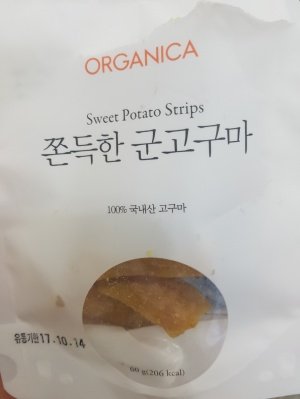 ORGANICA
Sweet Potato Strips
쫀득한 군고구마
100% 국내산 고구마
유통기한 17.10.14
60 g(206 kcal)